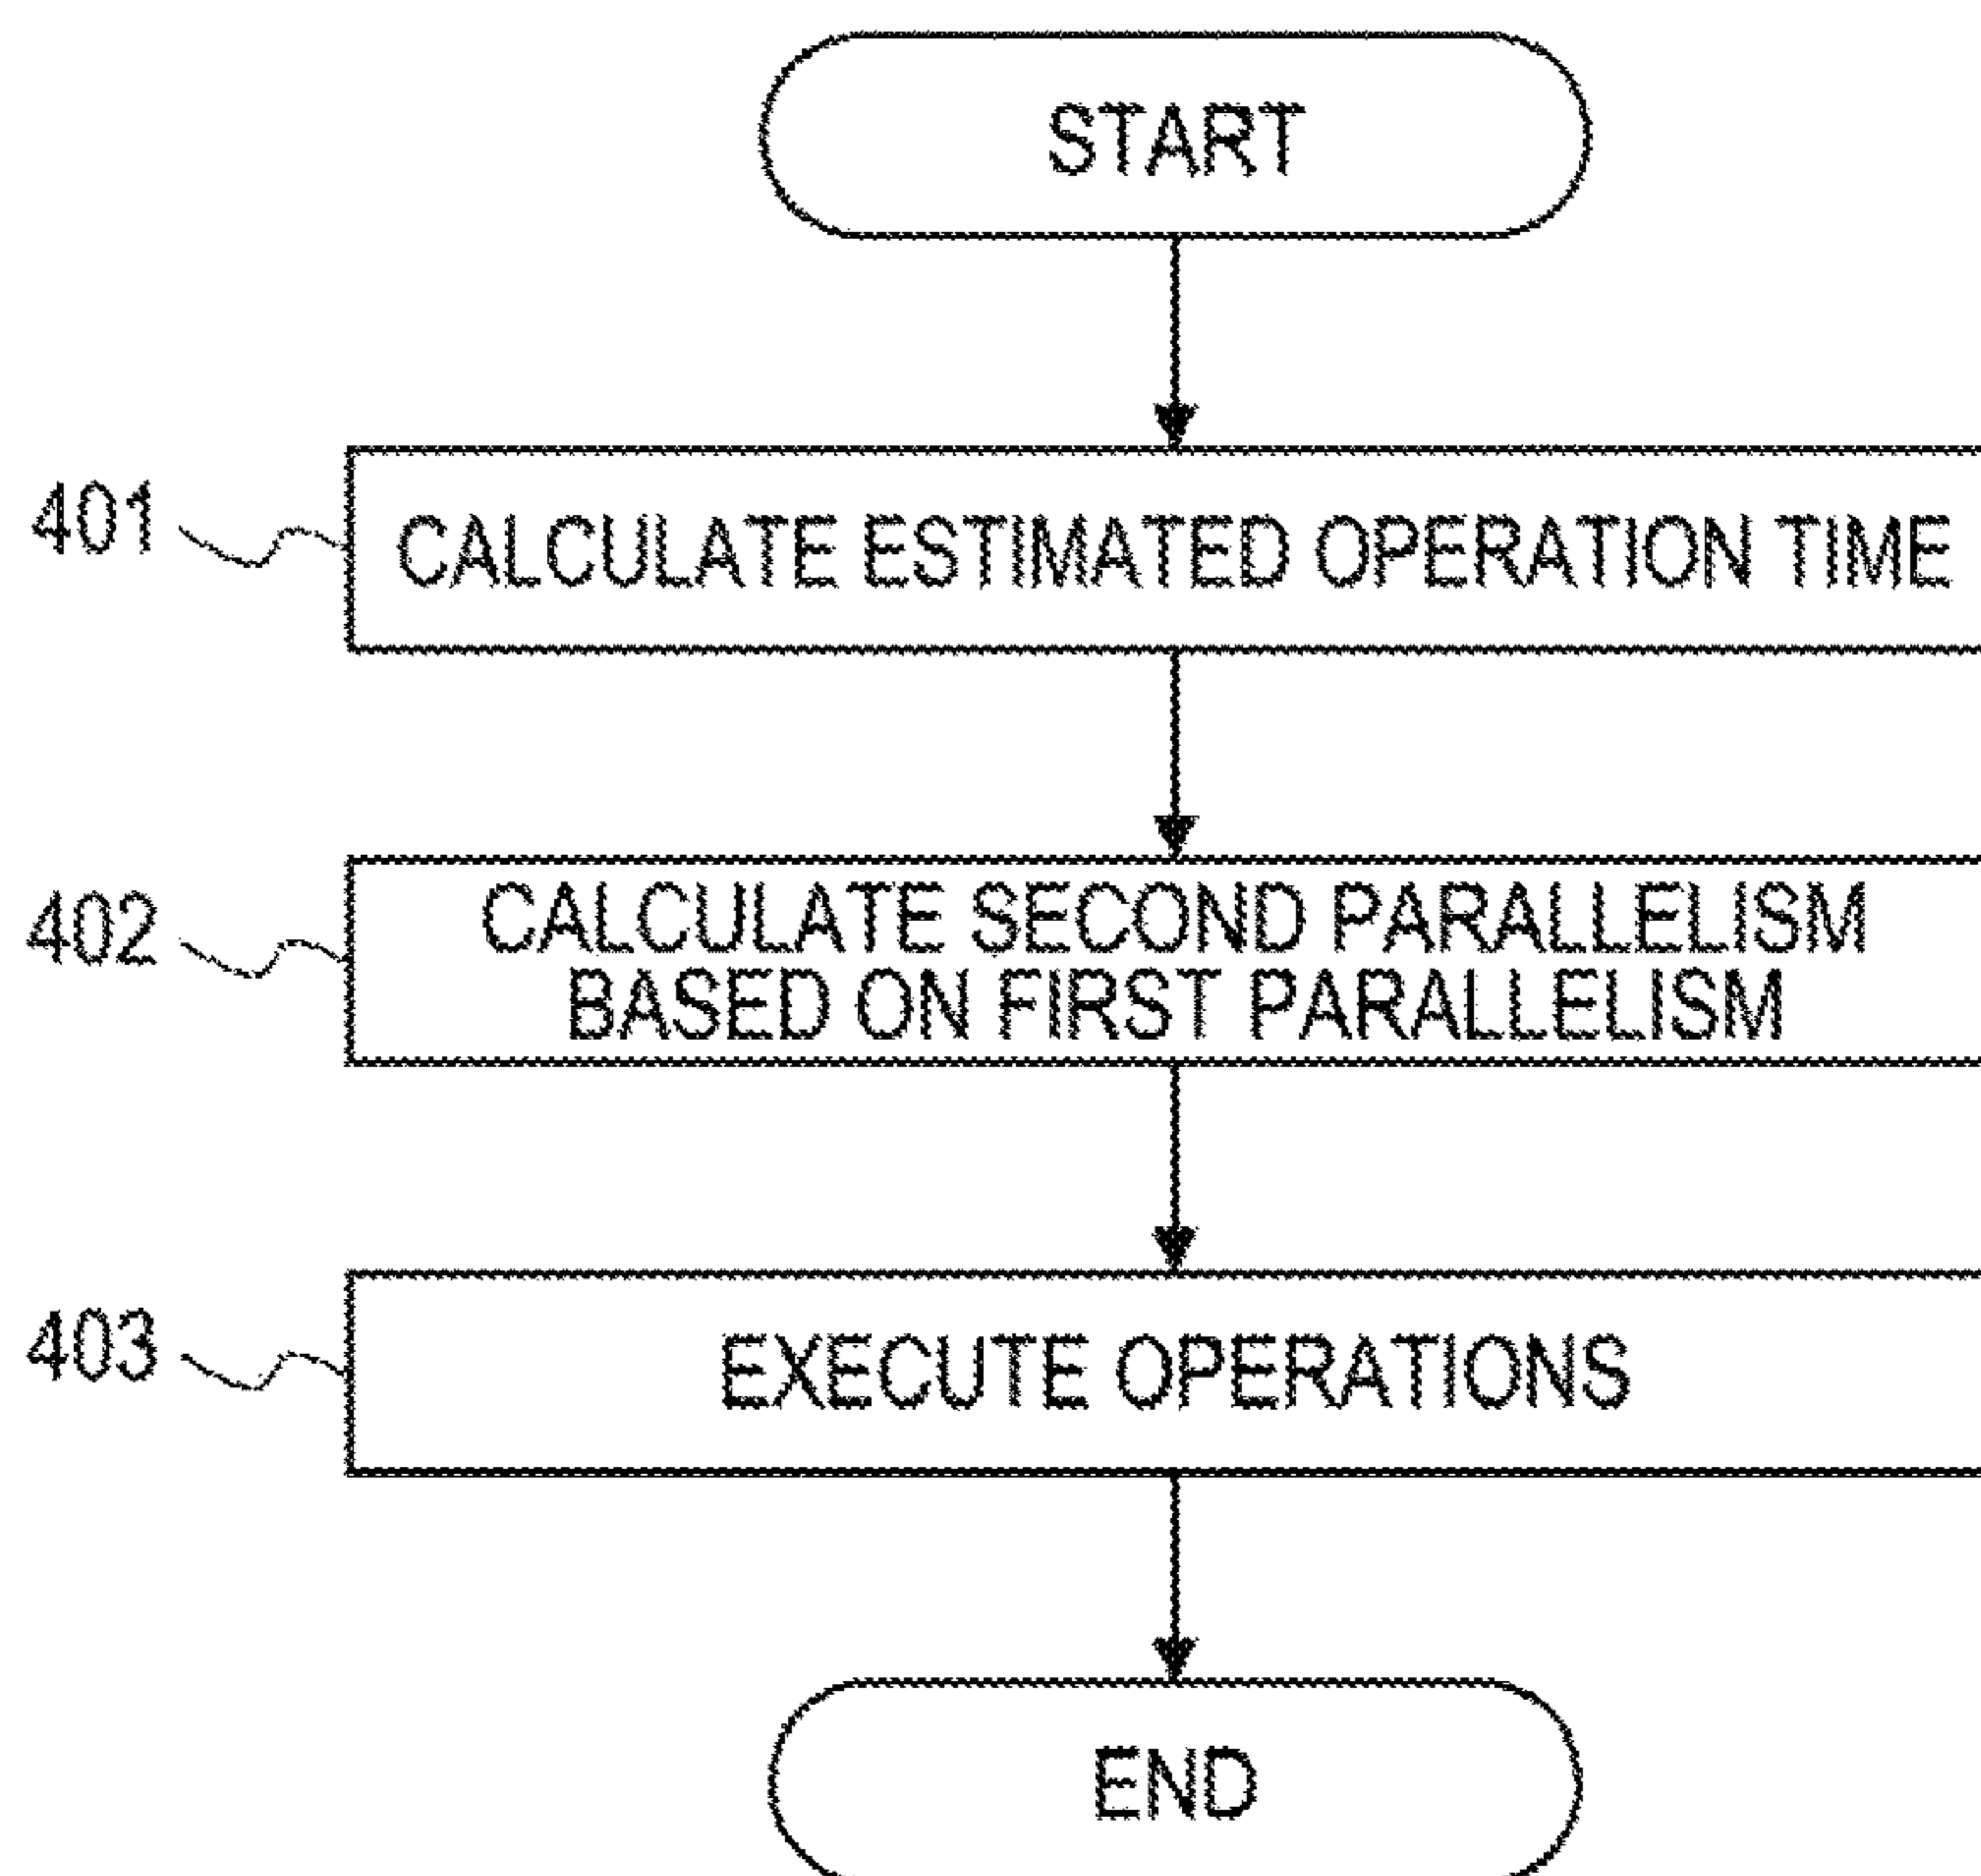 START
401
CALCULATE ESTIMATED OPERATION TIME
402
CALCULATE SECOND PARALLELISM
BASED ON FIRST PARALLELISM
403
EXECUTE OPERATIONS
END